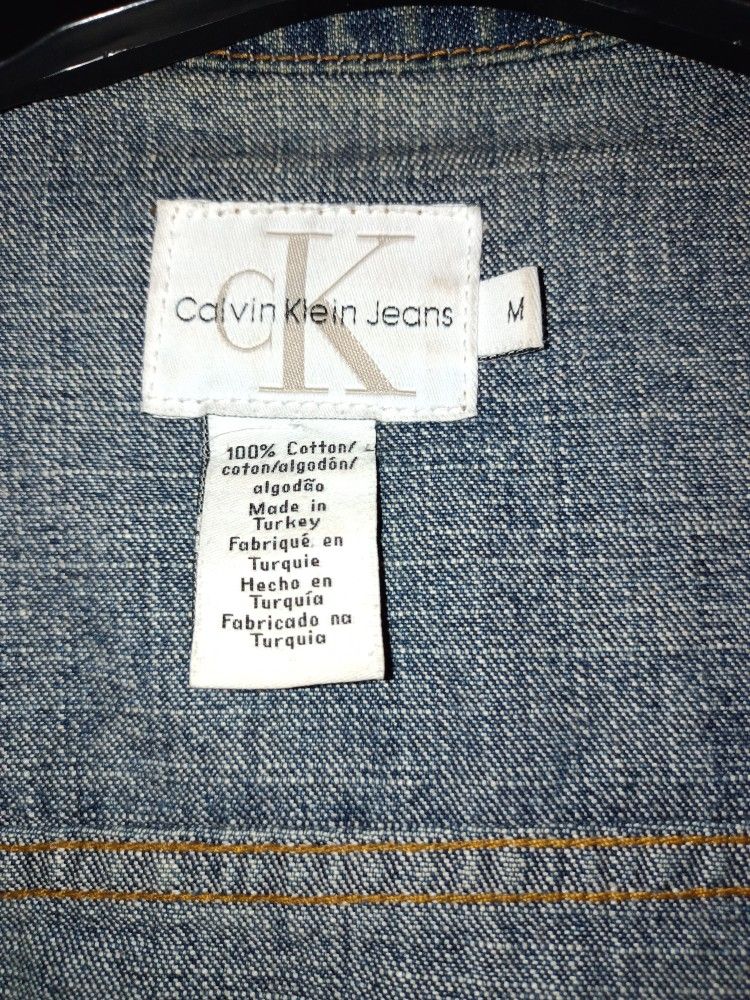 cK
Calvin Klein Jeans
M
100% Cotton/
coton/algodón/
algodão
Made in
Turkey
Fabriqué en
Turquie
Hecho en
Turquía
Fabricado na
Turquia